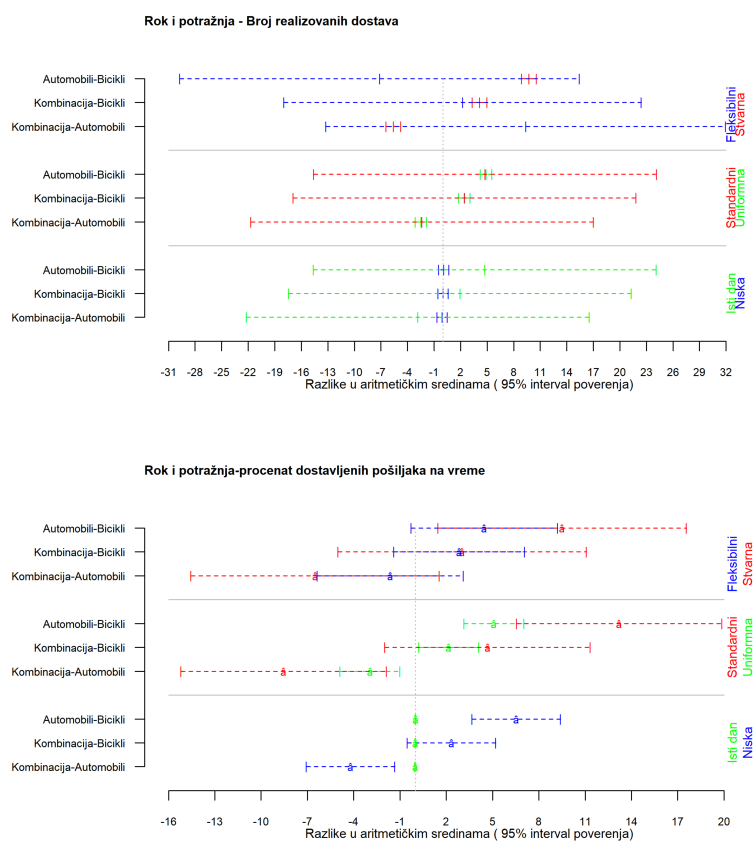 Rok i potražnja - Broj realizovanih dostava
Automobili-Bicikli
Kombinacija-Bicikli
Kombinacija-Automobili
Fleksibilni
Stvarna
Automobili-Bicikli
Kombinacija-Bicikli
Kombinacija-Automobili
Standardni
Uniformna
Automobili-Bicikli
Kombinacija-Bicikli
Kombinacija-Automobili
Isti dan
Niska
-31 -28 -25 -22 -19 -16 -13 -10 -7 -4 -1 2 5 8 11 14 17 20 23 26 29 32
Razlike u aritmetičkim sredinama ( 95% interval poverenja)
Rok i potražnja-procenat dostavljenih pošiljaka na vreme
Automobili-Bicikli
â â
Kombinacija-Bicikli
â â
Kombinacija-Automobili
â â
Fleksibilni
Stvarna
Automobili-Bicikli
â â
Kombinacija-Bicikli
â â
Kombinacija-Automobili
â â
Standardni
Uniformna
Automobili-Bicikli
â â
Kombinacija-Bicikli
â â
Kombinacija-Automobili
â â
Isti dan
Niska
-16 -13 -10 -7 -4 -1 2 5 8 11 14 17 20
Razlike u aritmetičkim sredinama ( 95% interval poverenja)